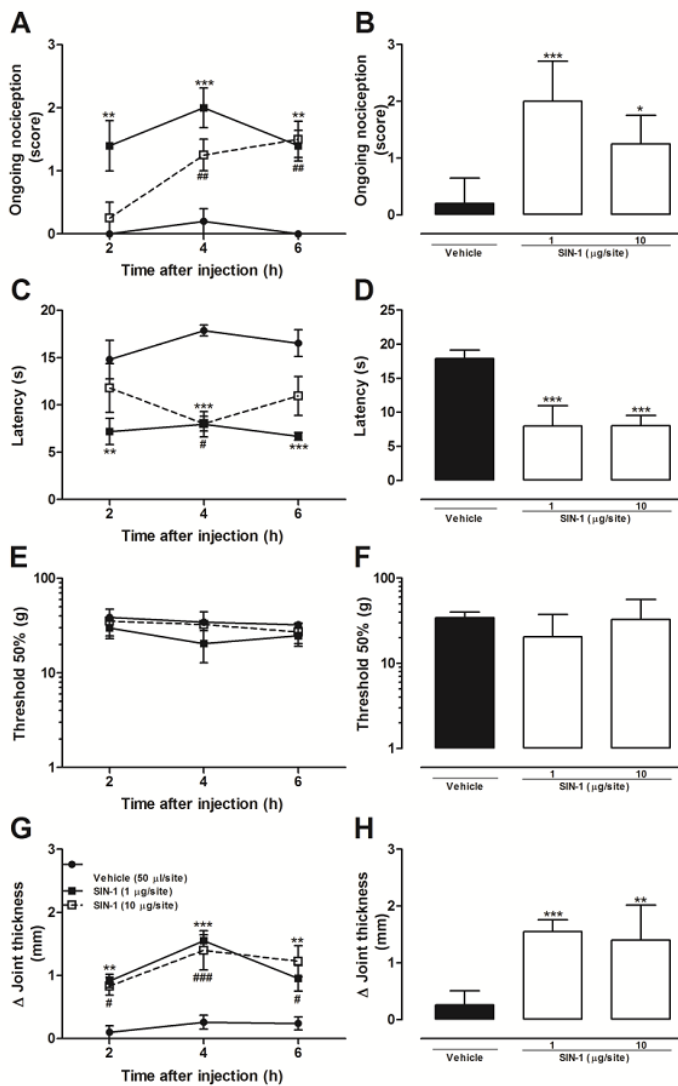 A
B
3
2
1
0
Ongoing nociception
(score)
**
***
**
##
##
2
4
6
Time after injection (h)
3
2
1
0
Ongoing nociception
(score)
***
*
1
10
Vehicle
SIN-1 (μg/site)
C
D
20
15
10
5
0
Latency (s)
**
***
#
***
2
4
6
Time after injection (h)
25
20
15
10
5
0
Latency (s)
***
***
1
10
Vehicle
SIN-1 (μg/site)
E
F
100
10
1
Threshold 50% (g)
2
4
6
Time after injection (h)
100
10
1
Threshold 50% (g)
1
10
Vehicle
SIN-1 (μg/site)
G
H
3
2
1
0
Δ Joint thickness
(mm)
Vehicle (50 μl/site)
SIN-1 (1 μg/site)
SIN-1 (10 μg/site)
**
***
**
#
###
#
2
4
6
Time after injection (h)
3
2
1
0
Δ Joint thickness
(mm)
***
**
1
10
Vehicle
SIN-1 (μg/site)